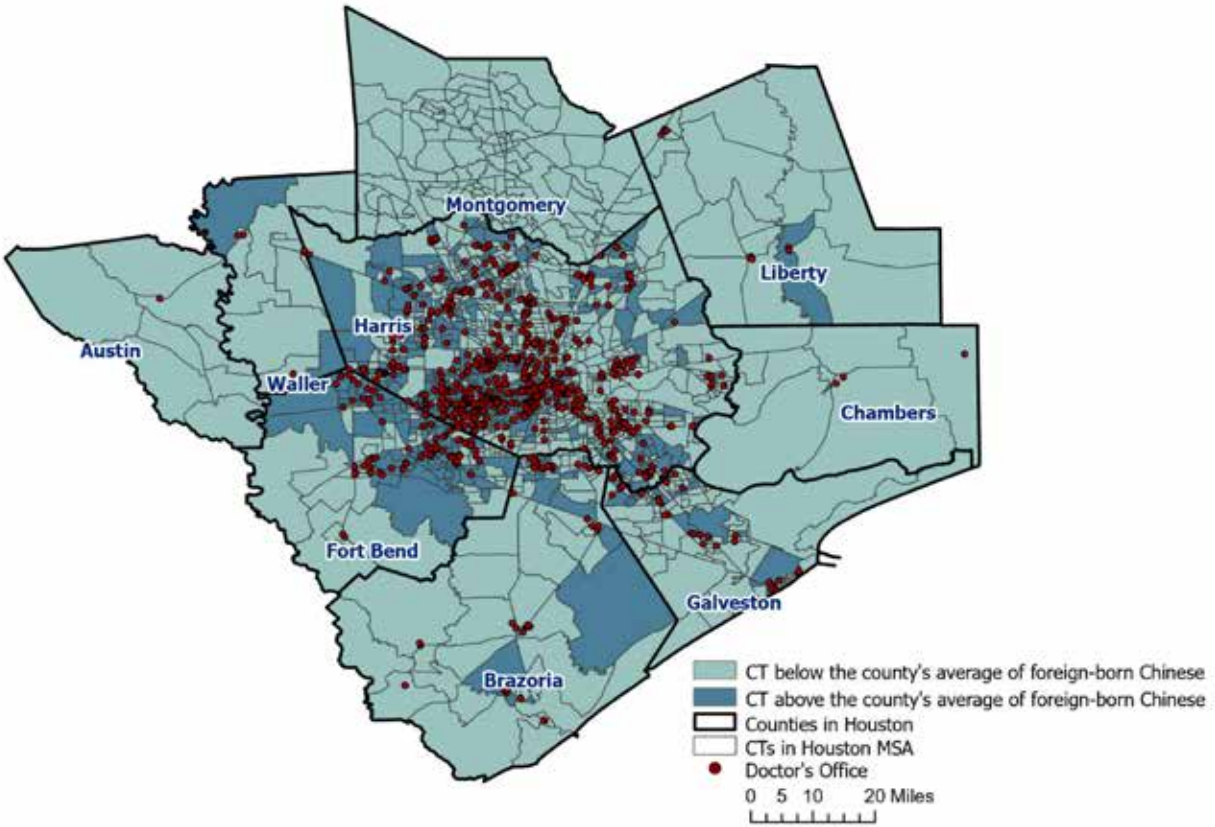 Montgomery
Liberty
Harris
Austin
Waller
Chambers
Fort Bend
Galveston
Brazoria
CT below the county's average of foreign-born Chinese
CT above the county's average of foreign-born Chinese
Counties in Houston
CTs in Houston MSA
Doctor's Office
0 5 10 20 Miles